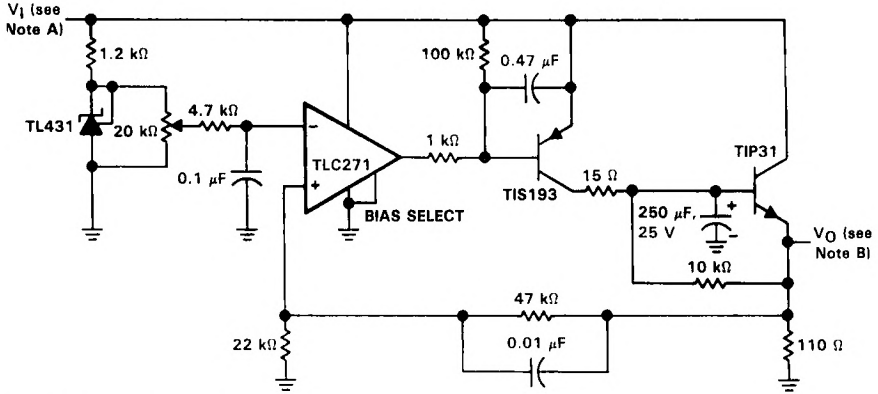 VI (see
Note A)
1.2 kΩ
TL431
20 kΩ
4.7 kΩ
0.1 μF
−
TLC271
+
BIAS SELECT
1 kΩ
100 kΩ
0.47 μF
TIS193
15 Ω
TIP31
250 μF,
25 V
+
−
VO (see
Note B)
10 kΩ
47 kΩ
0.01 μF
22 kΩ
110 Ω